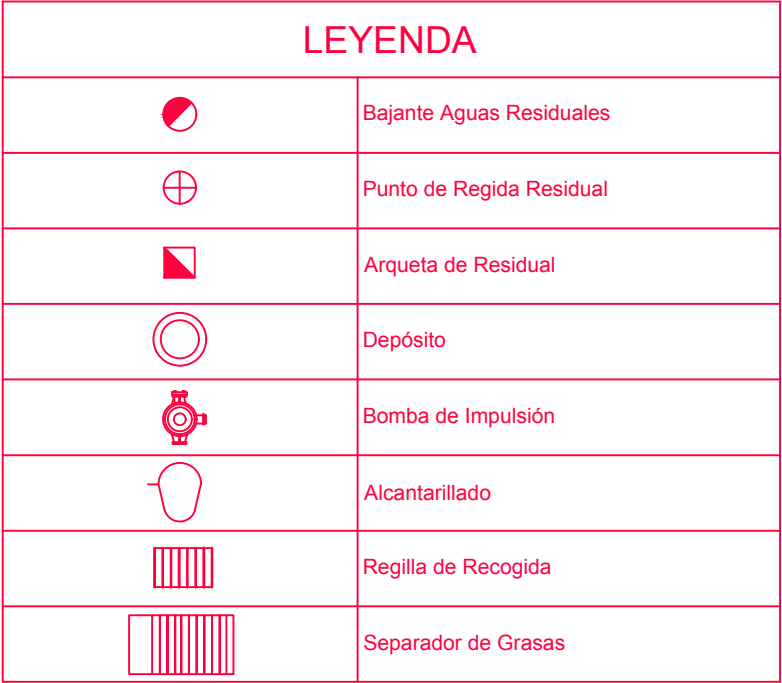 LEYENDA
Bajante Aguas Residuales
Punto de Regida Residual
Arqueta de Residual
Depósito
Bomba de Impulsión
Alcantarillado
Regilla de Recogida
Separador de Grasas